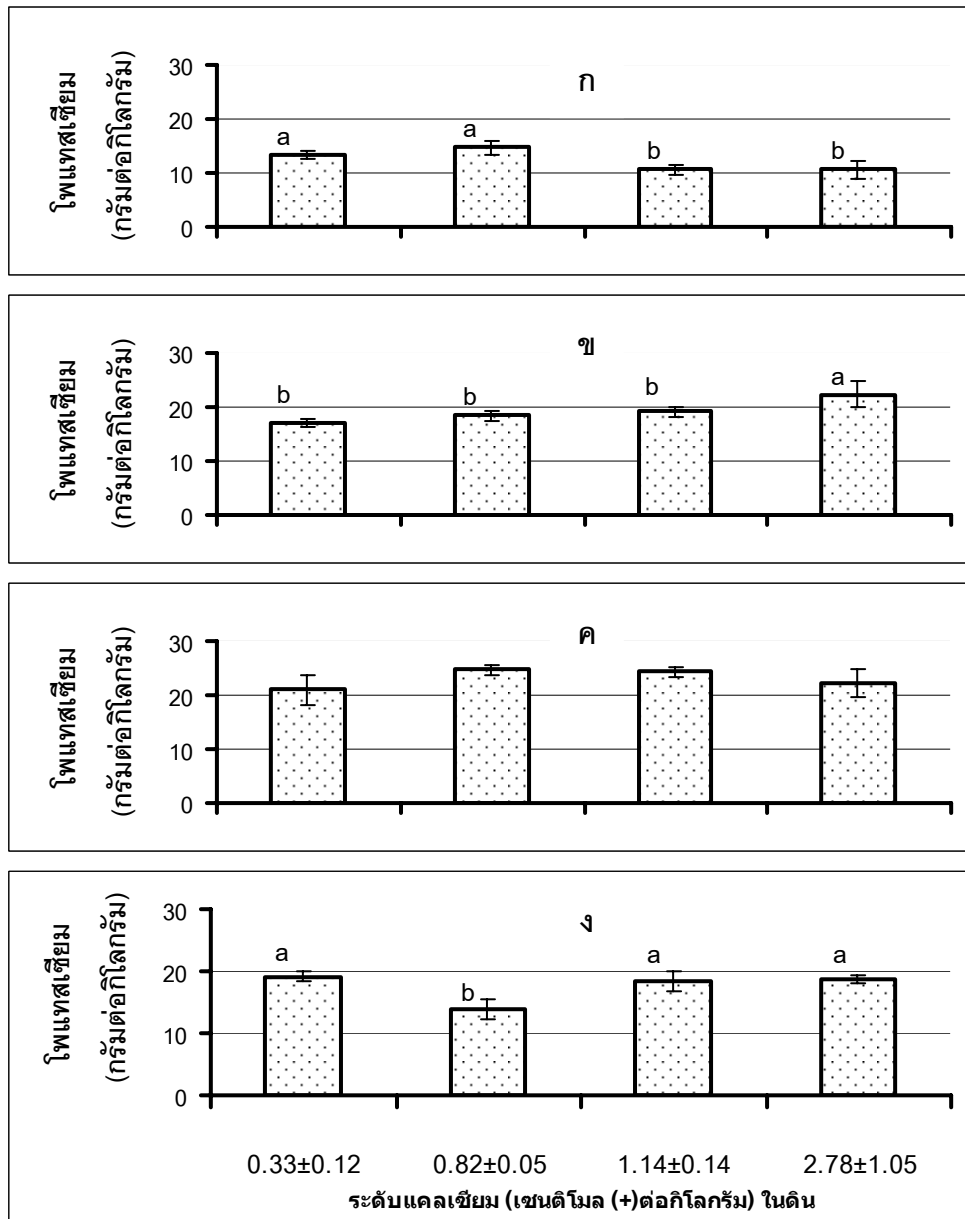 โพแทสเซียม
(กรัมต่อกิโลกรัม)
ก
30
20
10
0
a
a
b
b
โพแทสเซียม
(กรัมต่อกิโลกรัม)
ข
30
20
10
0
b
b
b
a
โพแทสเซียม
(กรัมต่อกิโลกรัม)
ค
30
20
10
0
โพแทสเซียม
(กรัมต่อกิโลกรัม)
ง
30
20
10
0
a
b
a
a
0.33±0.12 0.82±0.05 1.14±0.14 2.78±1.05
ระดับแคลเซียม (เซนติโมล (+)ต่อกิโลกรัม) ในดิน